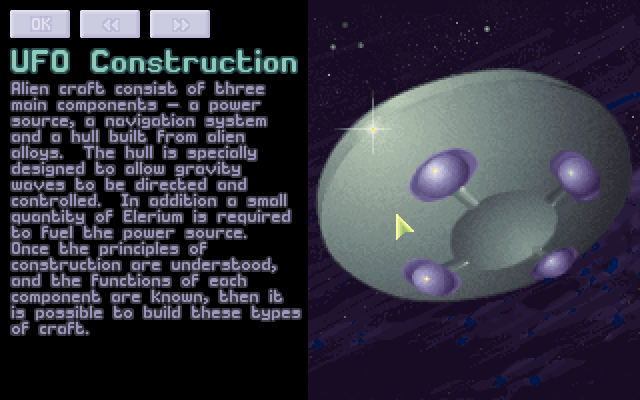 OK << >>
UFO Construction
Alien craft consist of three
main components - a power
source, a navigation system
and a hull built from alien
alloys. The hull is specially
designed to allow gravity
waves to be directed and
controlled. In addition a small
quantity of Elerium is required
to fuel the power source.
Once the principles of
construction are understood,
and the functions of each
component are known, then it
is possible to build these types
of craft.